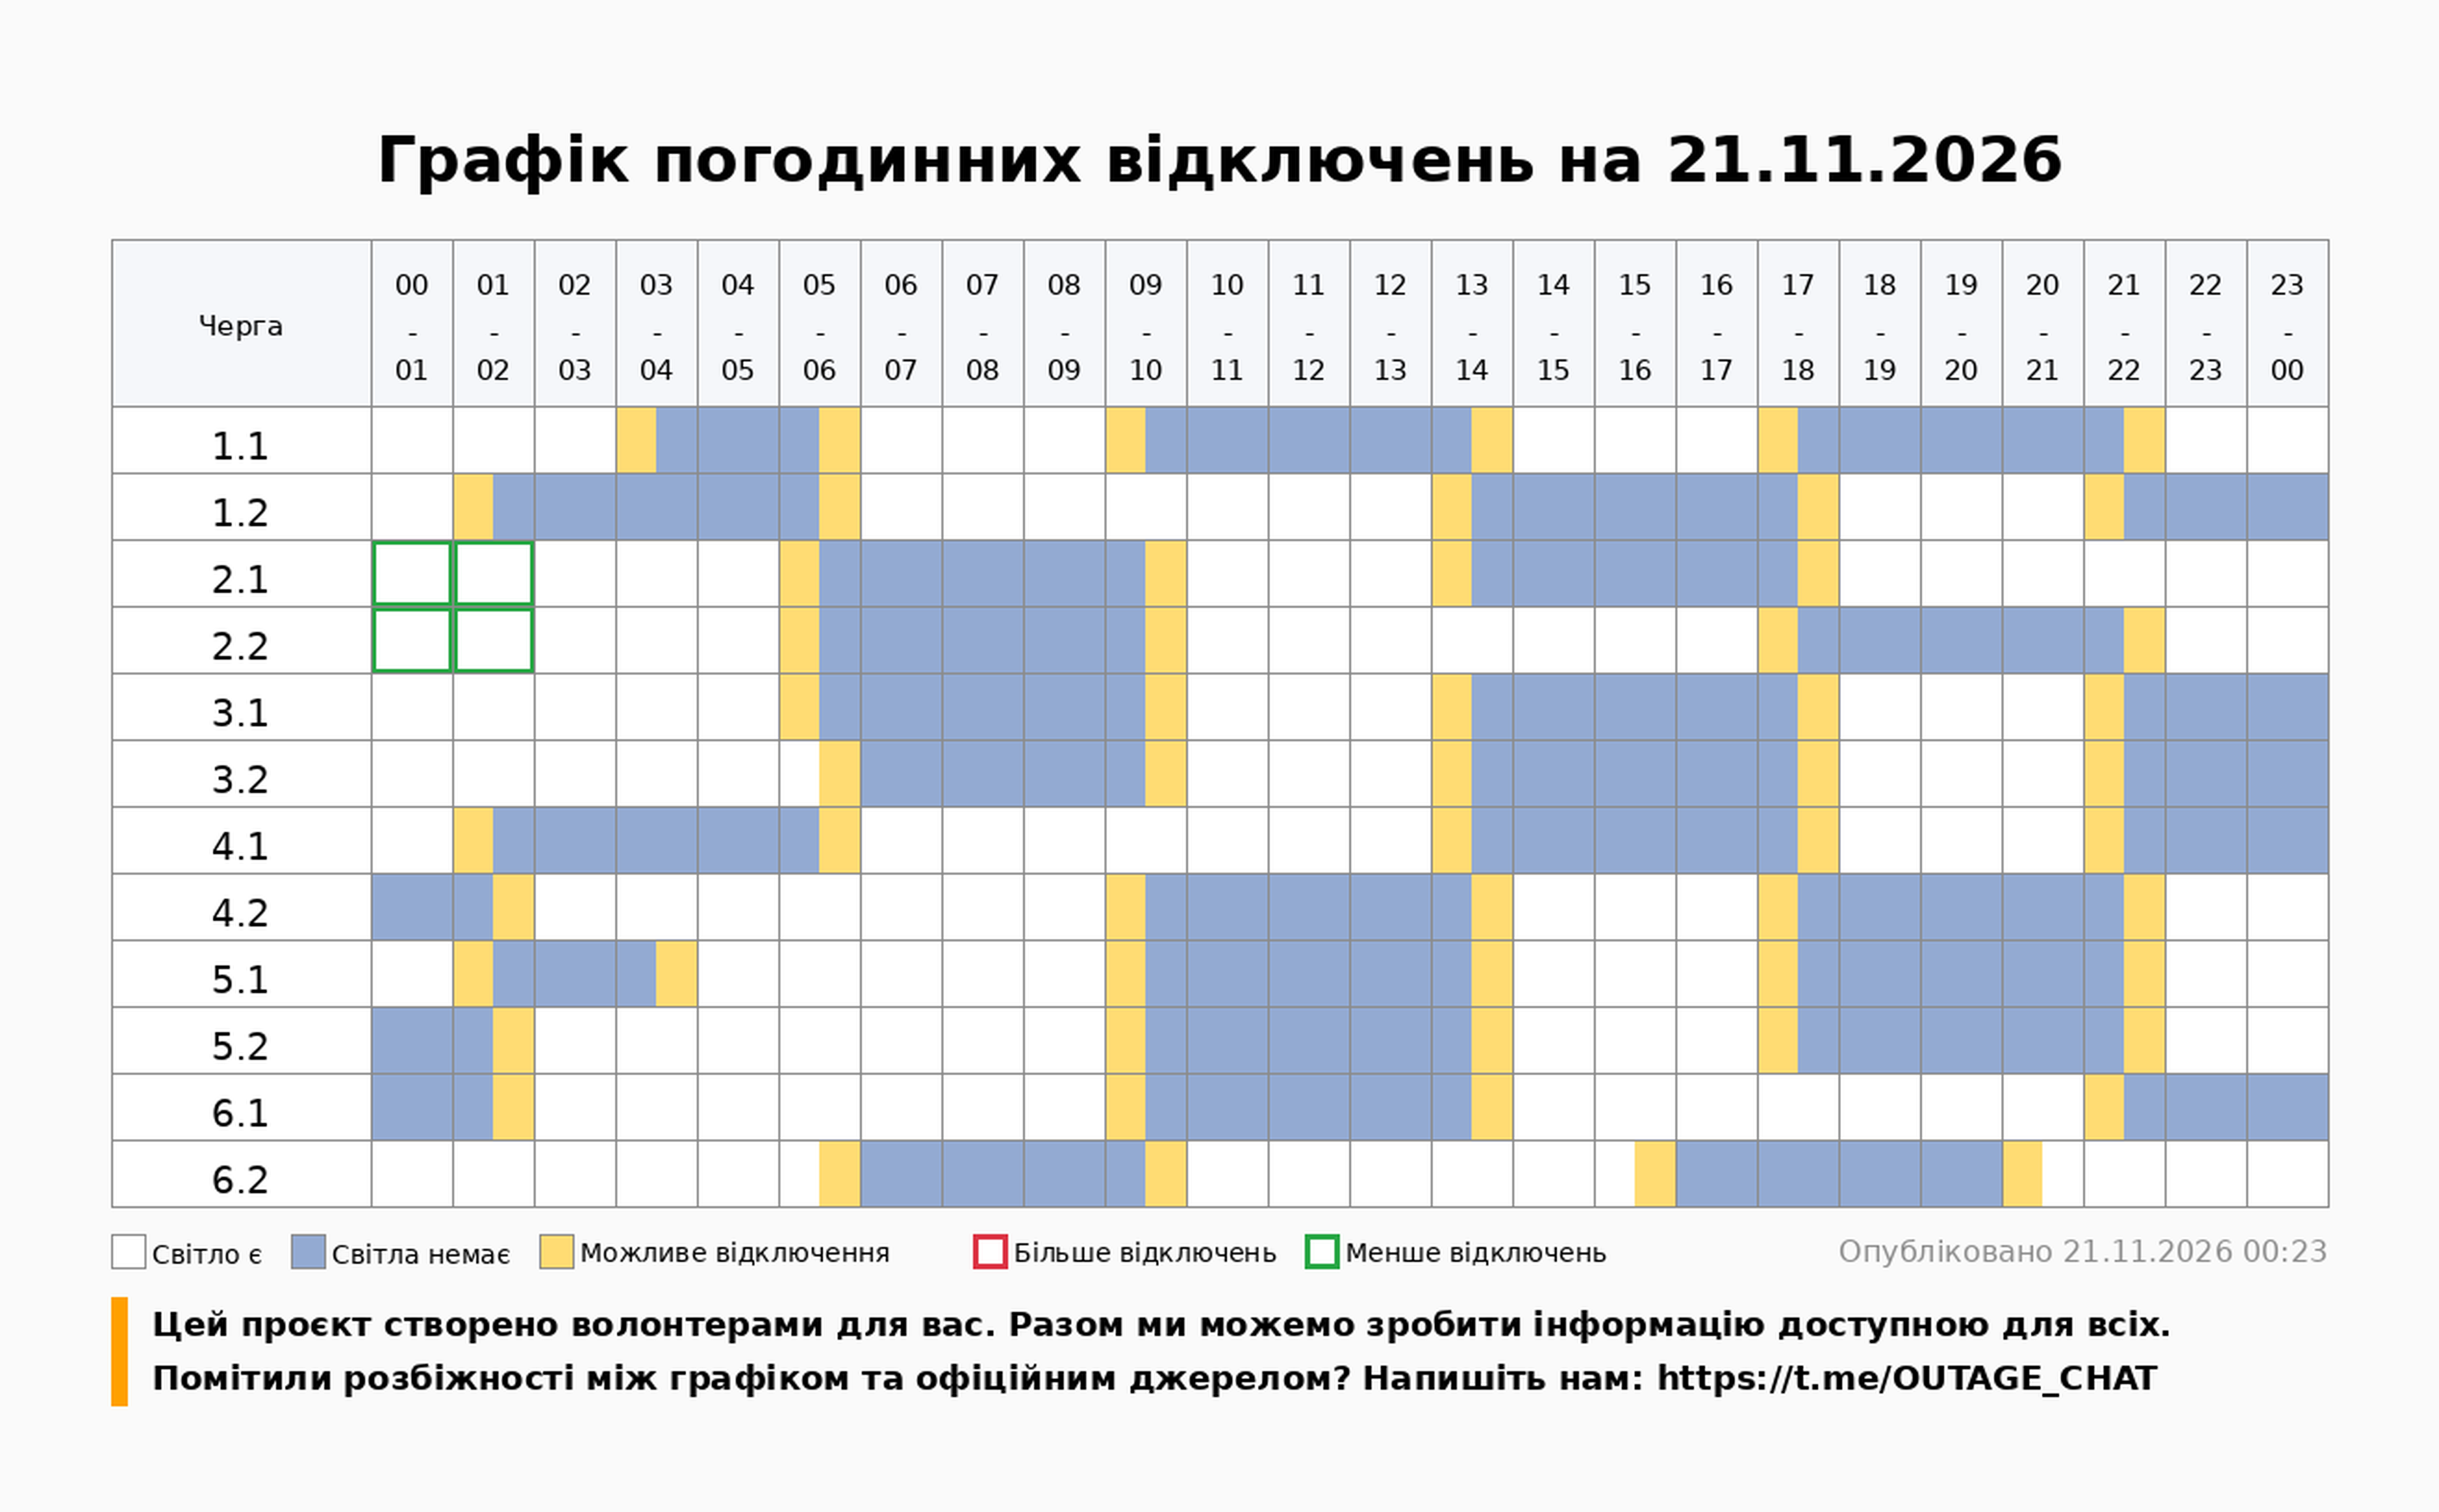 Графік погодинних відключень на 21.11.2026
Черга
00 - 01
01 - 02
02 - 03
03 - 04
04 - 05
05 - 06
06 - 07
07 - 08
08 - 09
09 - 10
10 - 11
11 - 12
12 - 13
13 - 14
14 - 15
15 - 16
16 - 17
17 - 18
18 - 19
19 - 20
20 - 21
21 - 22
22 - 23
23 - 00
1.1
1.2
2.1
2.2
3.1
3.2
4.1
4.2
5.1
5.2
6.1
6.2
Світло є Світла немає Можливе відключення Більше відключень Менше відключень Опубліковано 21.11.2026 00:23
Цей проєкт створено волонтерами для вас. Разом ми можемо зробити інформацію доступною для всіх.
Помітили розбіжності між графіком та офіційним джерелом? Напишіть нам: https://t.me/OUTAGE_CHAT